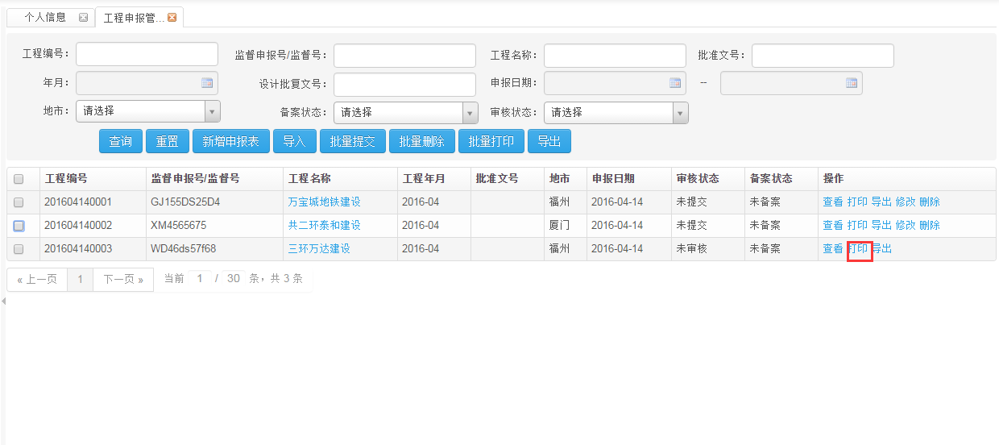 个人信息 工程申报管...
工程编号： 监督申报号/监督号： 工程名称： 批准文号：
年月： 设计批复文号： 申报日期： --
地市： 请选择 备案状态： 请选择 审核状态： 请选择
查询 重置 新增申报表 导入 批量提交 批量删除 批量打印 导出
工程编号 监督申报号/监督号 工程名称 工程年月 批准文号 地市 申报日期 审核状态 备案状态 操作
201604140001 GJ155DS25D4 万宝城地铁建设 2016-04 福州 2016-04-14 未提交 未备案 查看 打印 导出 修改 删除
201604140002 XM4565675 共二环泰和建设 2016-04 厦门 2016-04-14 未提交 未备案 查看 打印 导出 修改 删除
201604140003 WD46ds57f68 三环万达建设 2016-04 福州 2016-04-14 未审核 未备案 查看 打印 导出
« 上一页 1 下一页 » 当前 1 / 30 条，共 3 条